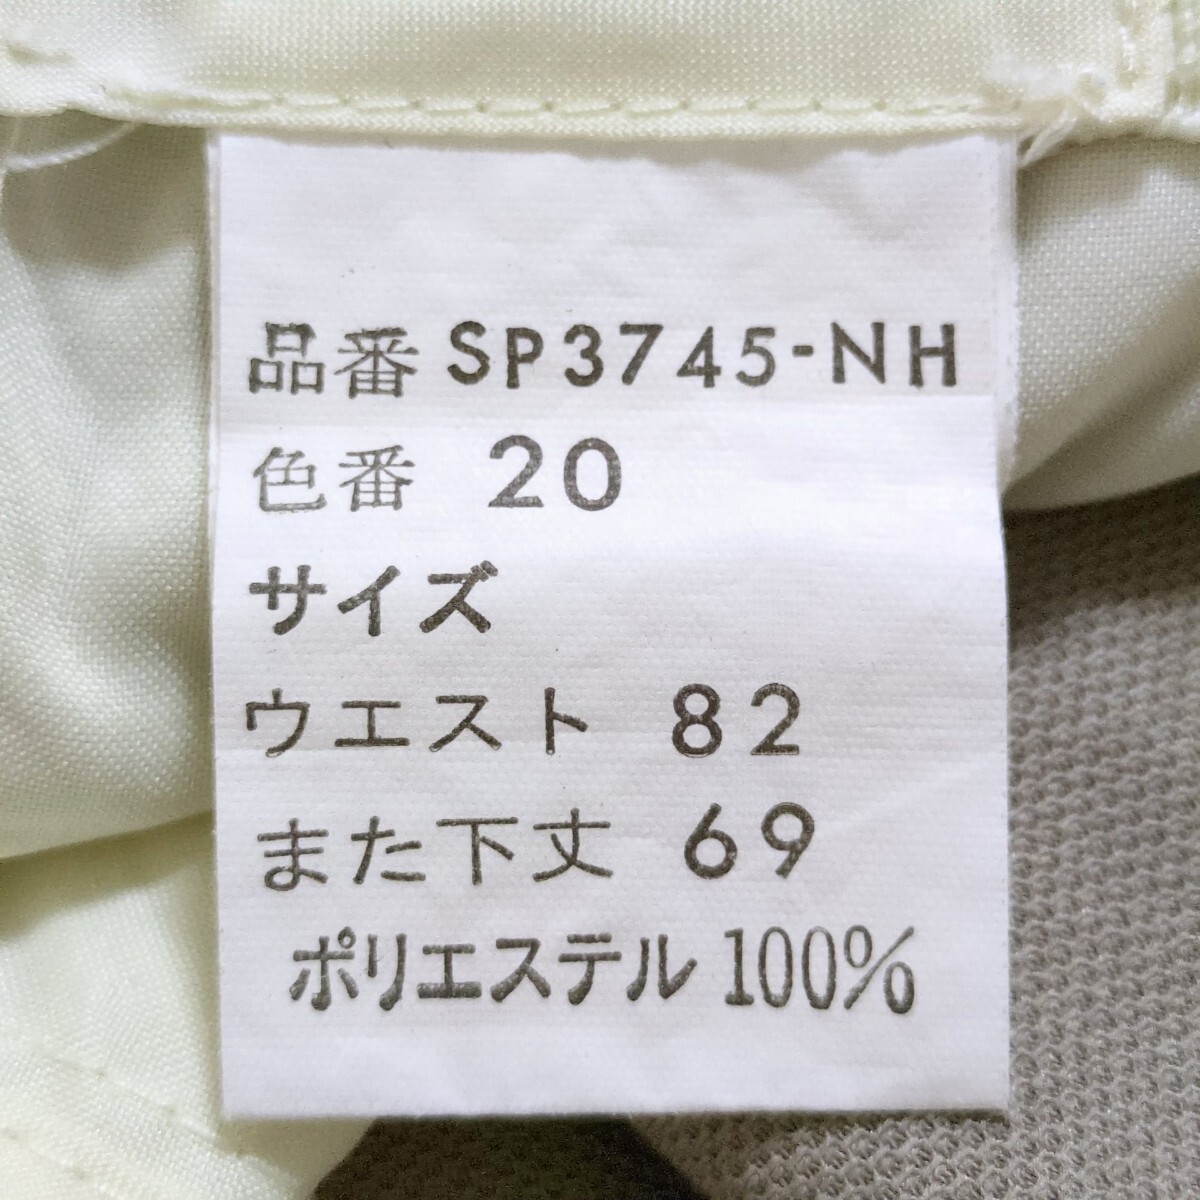 品番 SP3745-NH
色番 20
サイズ
ウエスト 82
また下丈 69
ポリエステル 100%